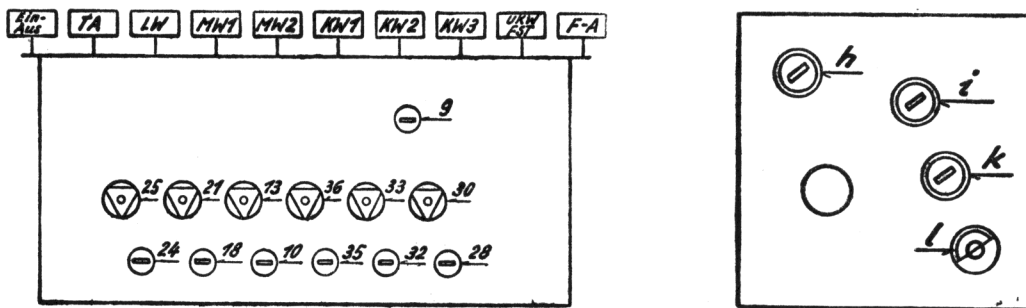 Ein-Aus TA LW MW1 MW2 KW1 KW2 KW3 UKW FST F-A
h
i
9
k
25 21 13 36 33 30
l
24 18 10 35 32 28